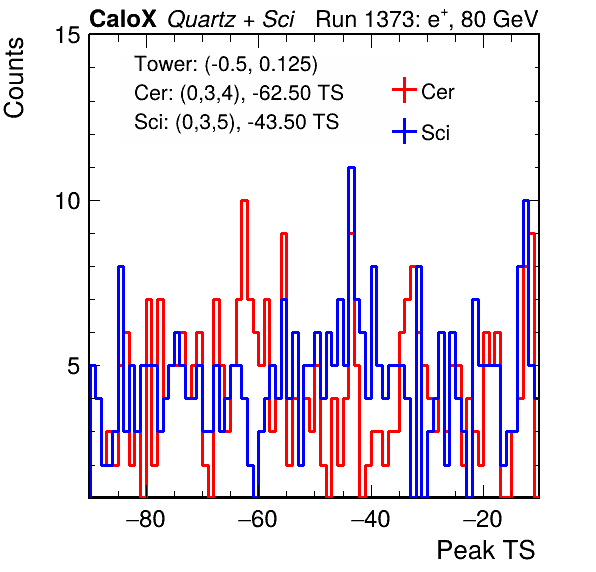 CaloX Quartz + Sci Run 1373: e⁺, 80 GeV
Counts
15
10
5
Tower: (-0.5, 0.125)
Cer: (0,3,4), -62.50 TS
Sci: (0,3,5), -43.50 TS
Cer
Sci
−80 −60 −40 −20
Peak TS